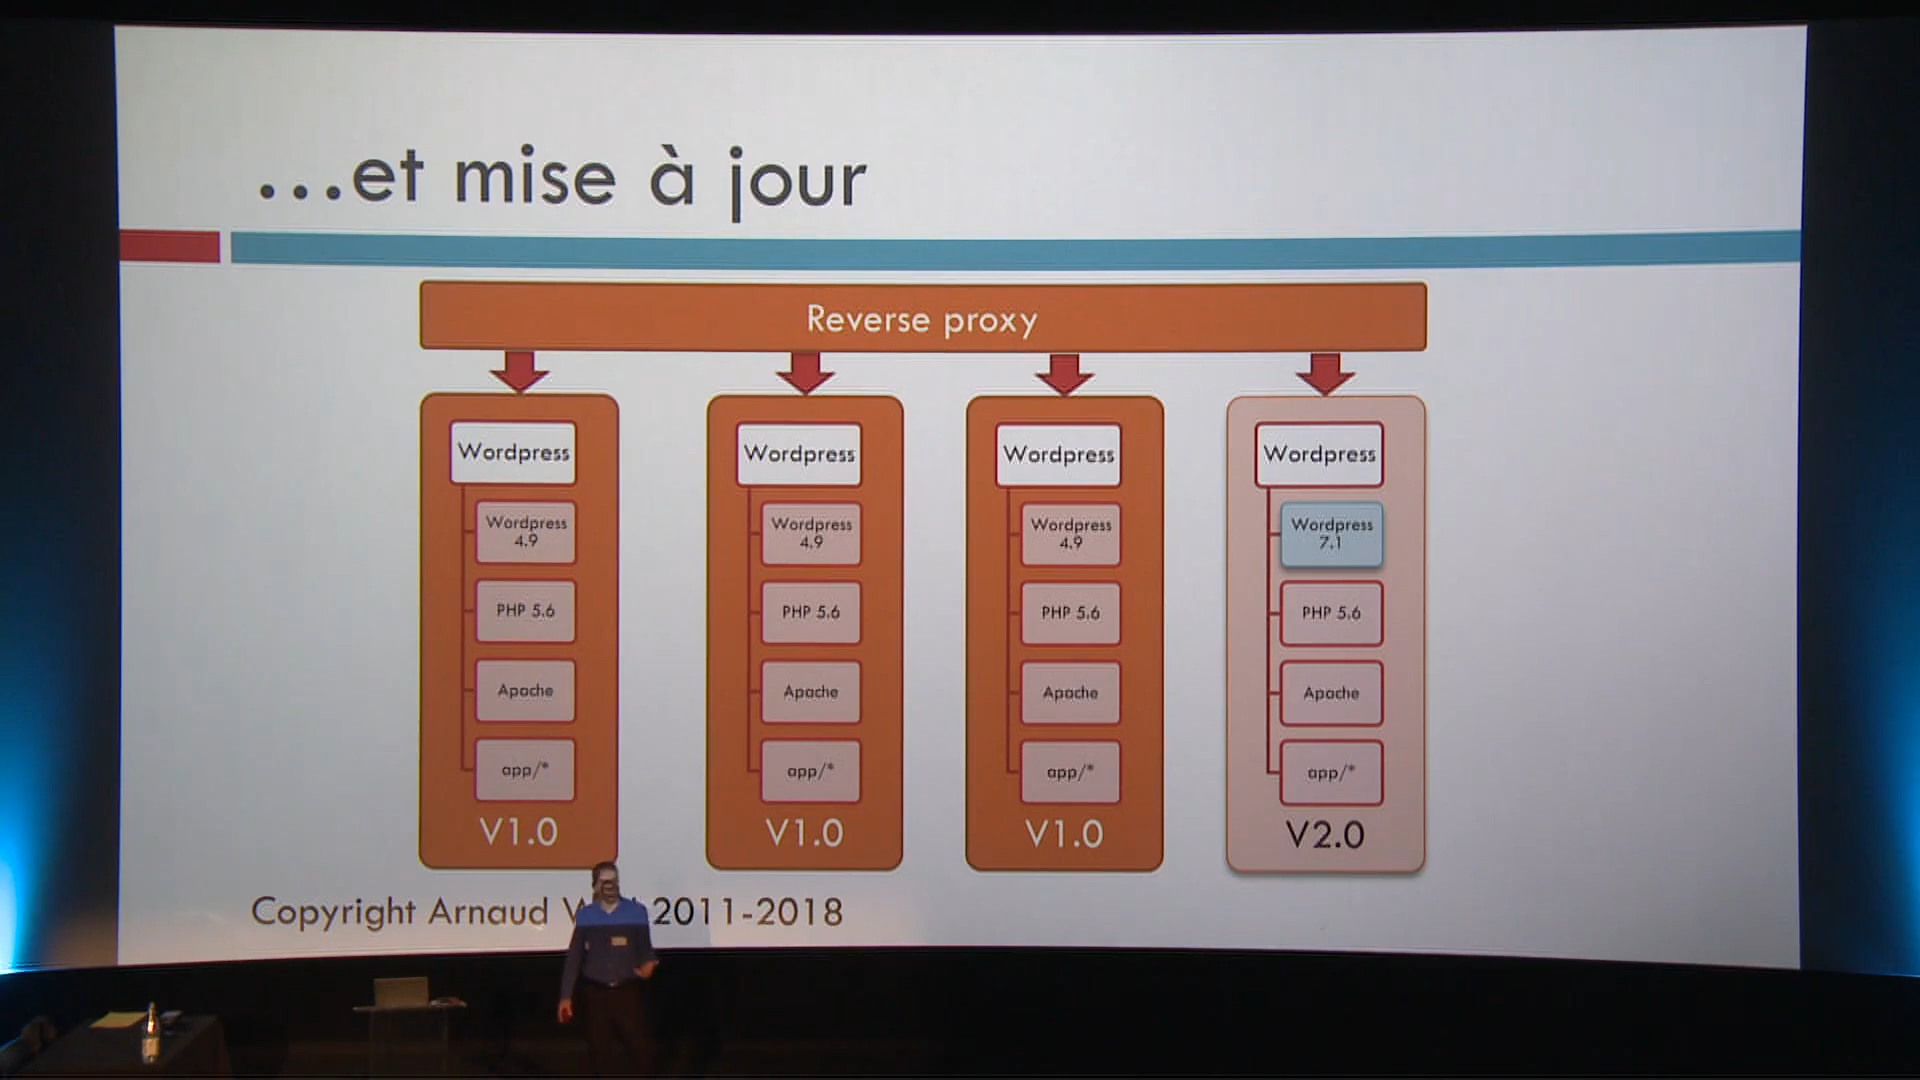 ...et mise à jour
Reverse proxy
Wordpress
Wordpress
4.9
PHP 5.6
Apache
app/*
V1.0
Wordpress
Wordpress
4.9
PHP 5.6
Apache
app/*
V1.0
Wordpress
Wordpress
4.9
PHP 5.6
Apache
app/*
V1.0
Wordpress
Wordpress
7.1
PHP 5.6
Apache
app/*
V2.0
Copyright Arnaud 2011-2018